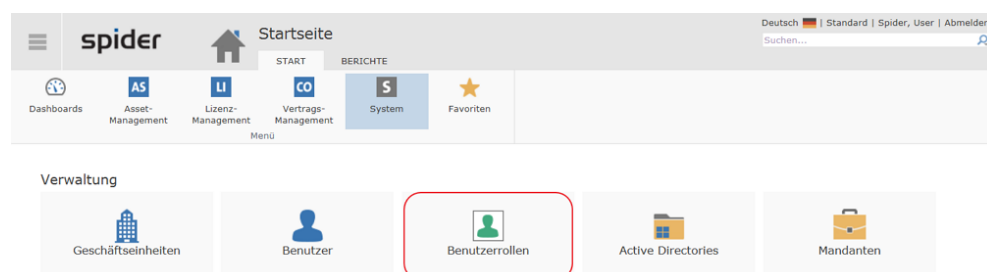 Deutsch | Standard | Spider, User | Abmelden
spider
Startseite
Suchen...
START BERICHTE
AS LI CO S
Dashboards Asset- Lizenz- Vertrags- System Favoriten
Management Management Management
Menü
Verwaltung
Geschäftseinheiten Benutzer Benutzerrollen Active Directories Mandanten